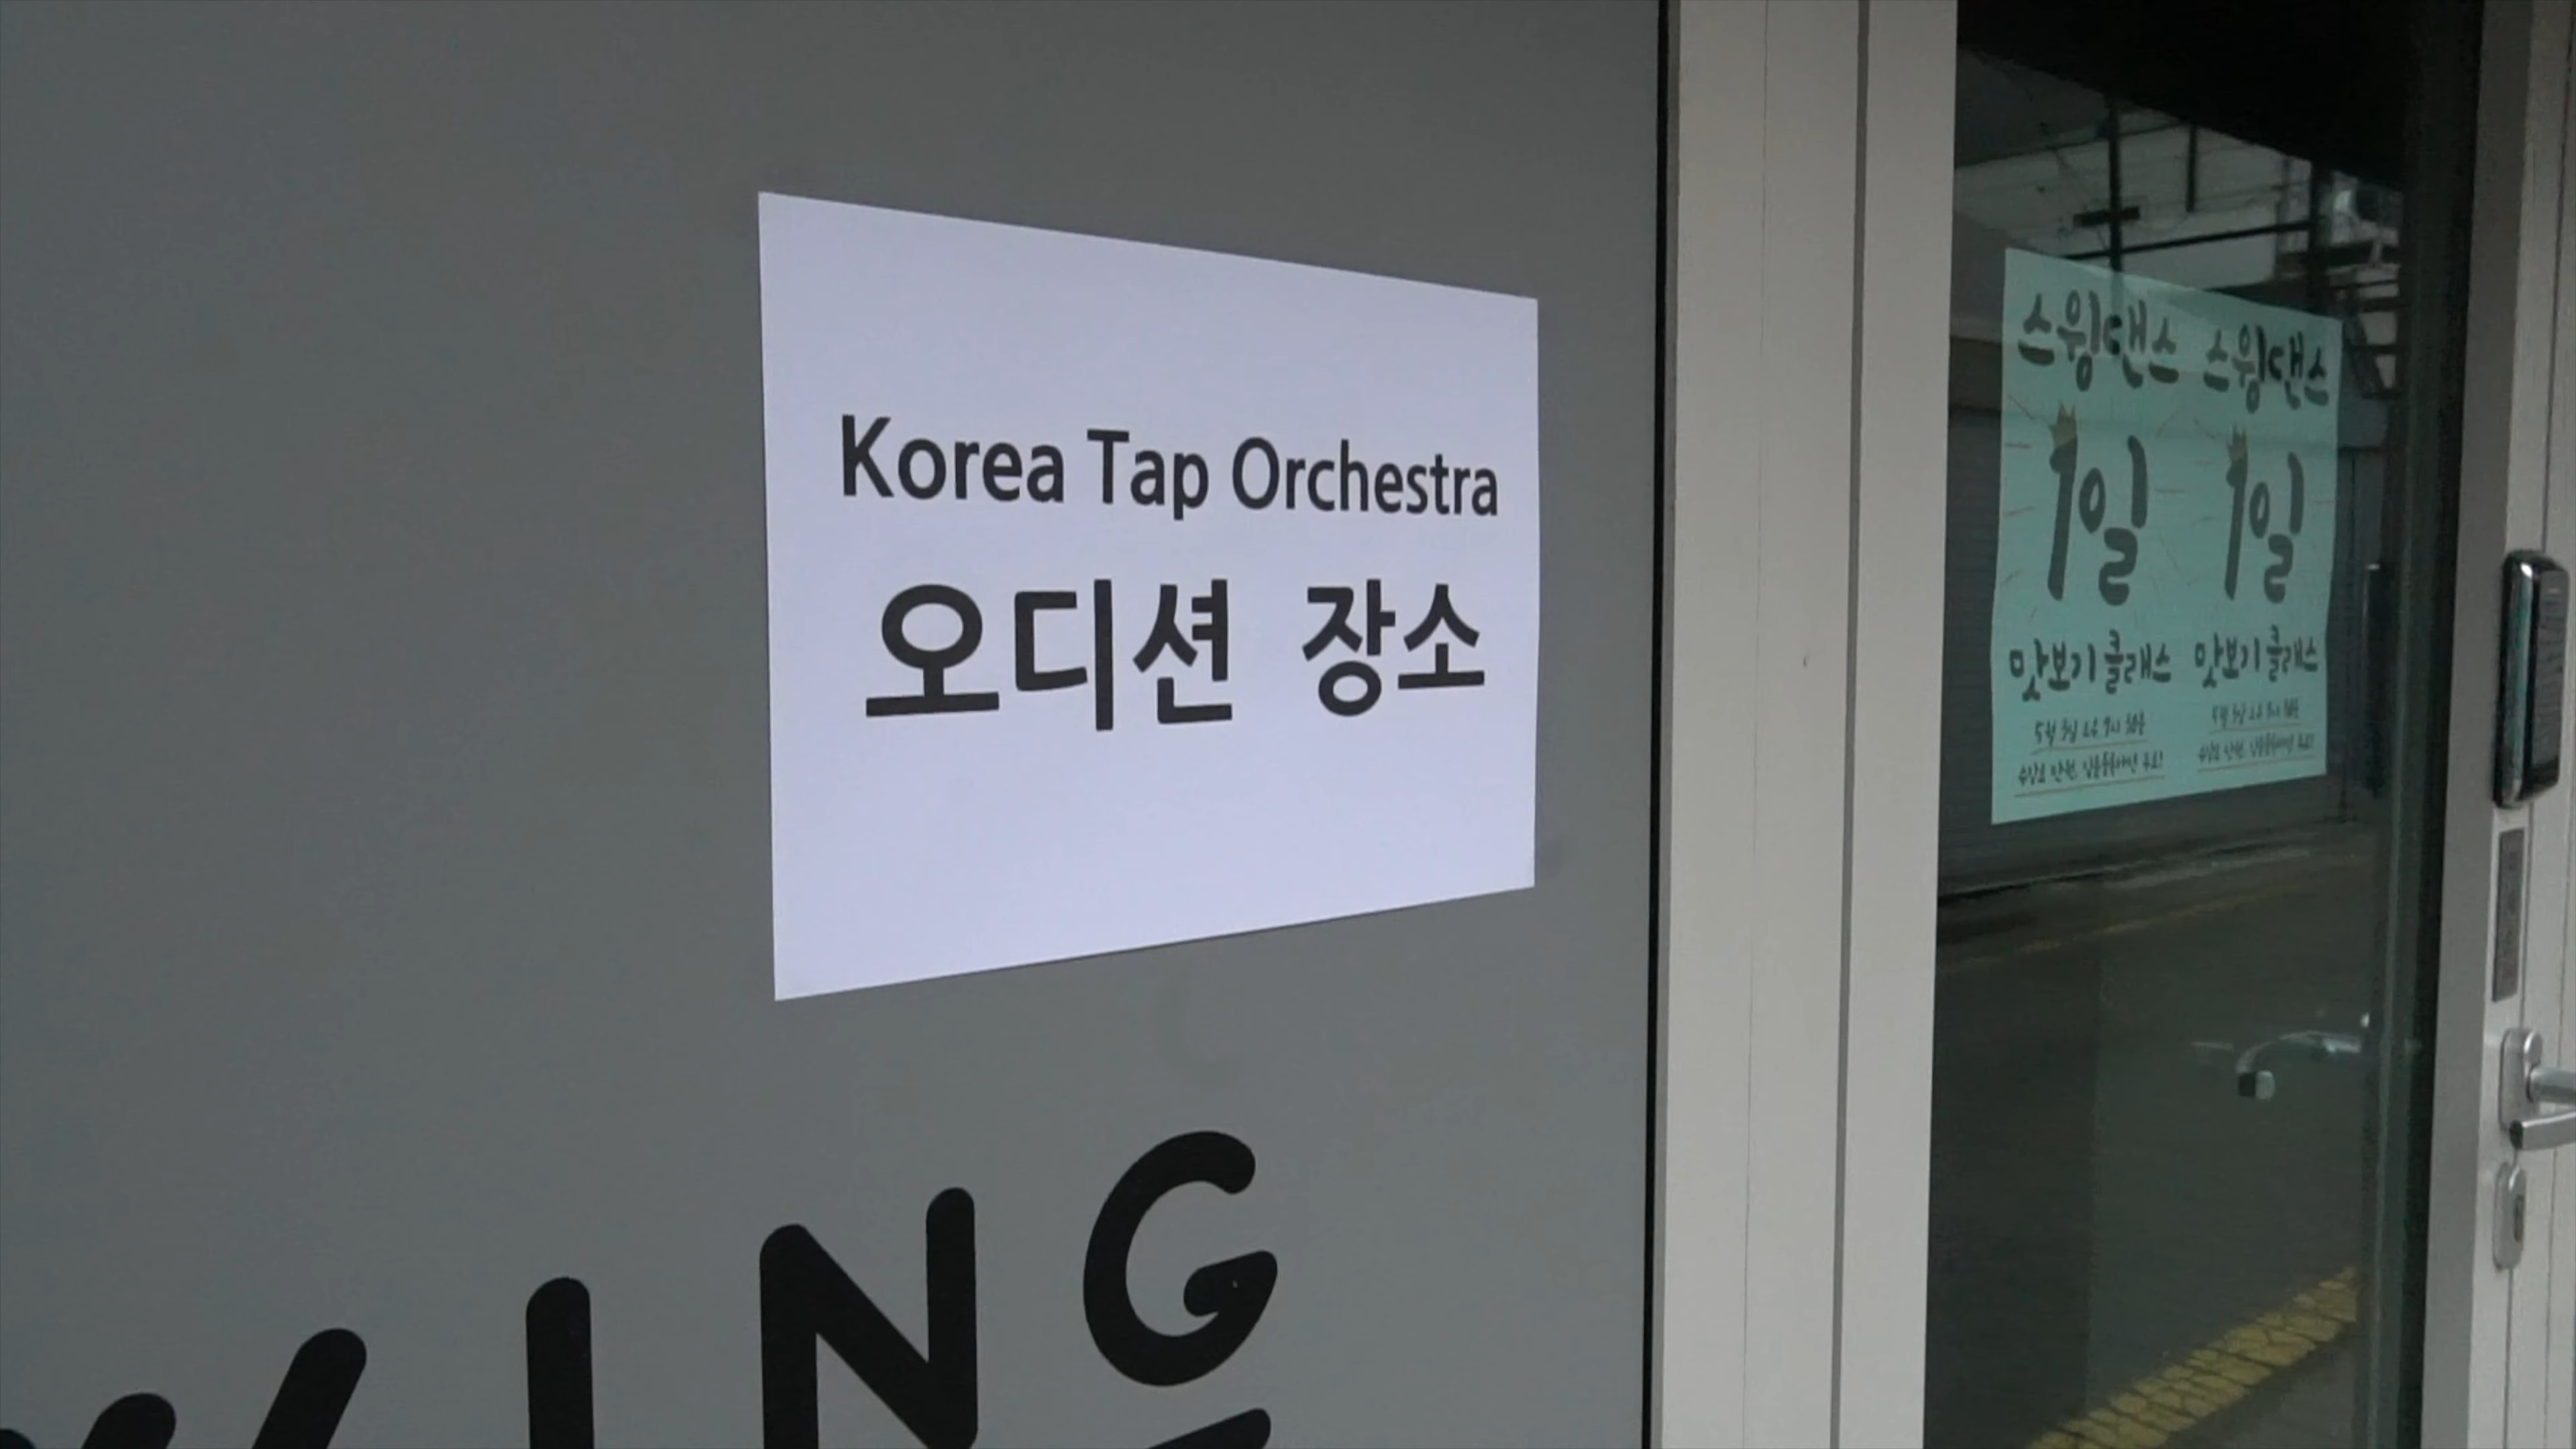 Korea Tap Orchestra
오디션 장소
WING
스윙댄스 스윙댄스
1일 1일
맛보기 클래스 맛보기 클래스